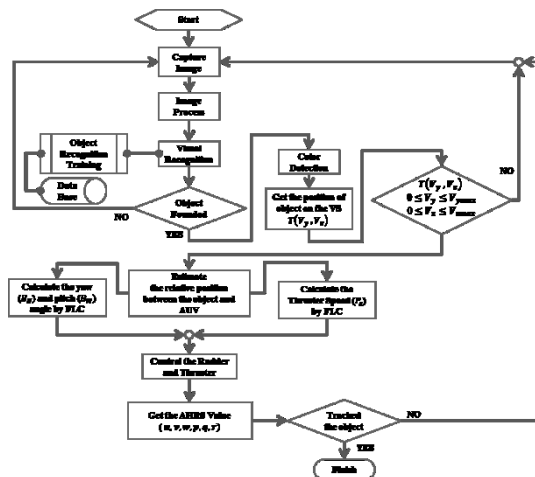 Start
Capture
Image
Image
Process
Visual
Recognition
Object
Recognition
Training
Data
Base
Object
Founded
NO
YES
Color
Detection
Get the position of
object on the VS
T(V_y, V_z)
T(V_y, V_z)
0 ≤ V_y ≤ V_ymax
0 ≤ V_z ≤ V_zmax
NO
Estimate
the relative position
between the object and
AUV
Calculate the yaw
and pitch
angle by FLC
Calculate the
Thruster Speed
by FLC
Control the Rudder
and Thruster
Get the AHRS Value
(u, v, w, p, q, r)
Tracked
the object
NO
YES
Finish